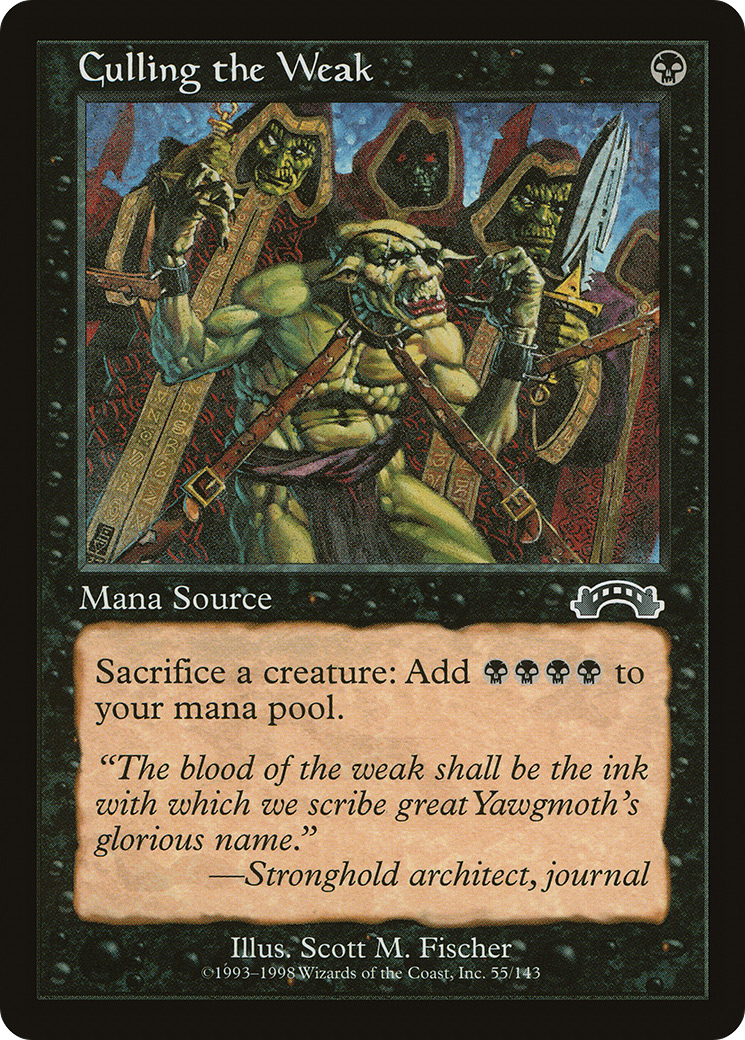 Culling the Weak
Mana Source
Sacrifice a creature: Add to
your mana pool.
“The blood of the weak shall be the ink
with which we scribe great Yawgmoth’s
glorious name.”
—Stronghold architect, journal
Illus. Scott M. Fischer
©1993–1998 Wizards of the Coast, Inc. 55/143